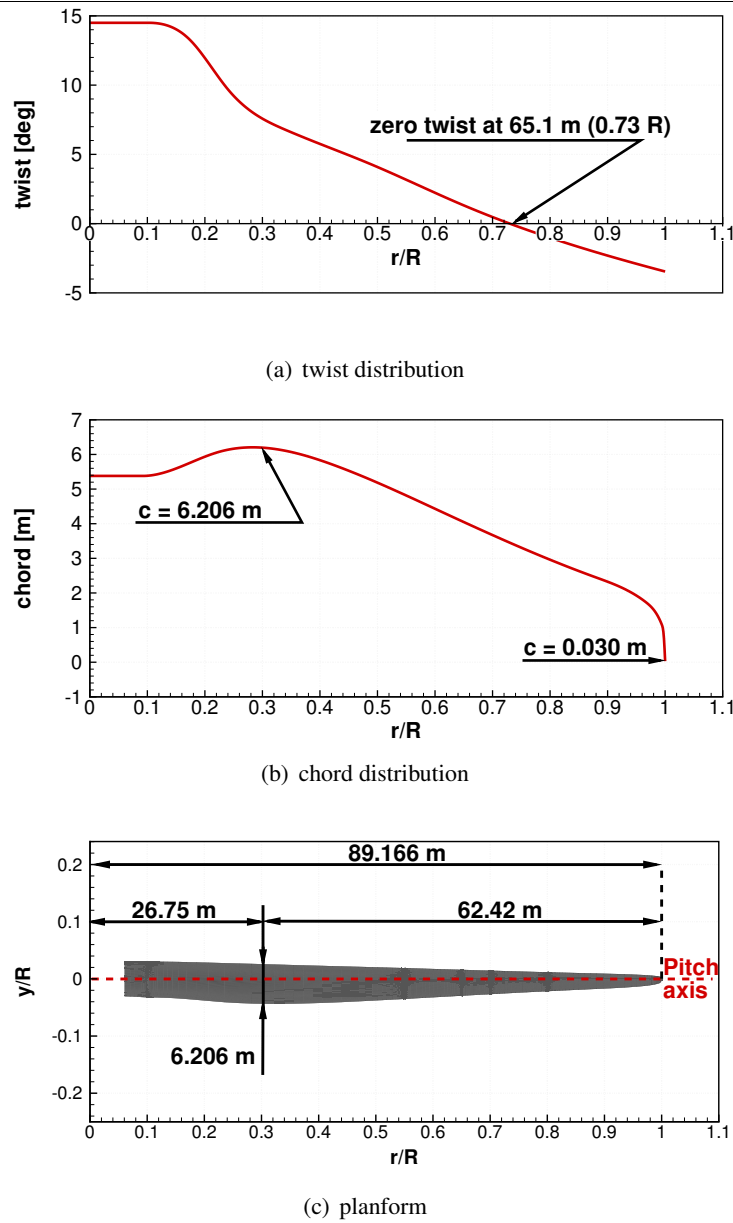 15
10
5
0
-5
twist [deg]
zero twist at 65.1 m (0.73 R)
0 0.1 0.2 0.3 0.4 0.5 0.6 0.7 0.8 0.9 1 1.1
r/R
(a) twist distribution
7
6
5
4
3
2
1
0
-1
chord [m]
c = 6.206 m
c = 0.030 m
0 0.1 0.2 0.3 0.4 0.5 0.6 0.7 0.8 0.9 1 1.1
r/R
(b) chord distribution
0.2
0.1
0
-0.1
-0.2
y/R
89.166 m
26.75 m 62.42 m
Pitch
axis
6.206 m
0 0.1 0.2 0.3 0.4 0.5 0.6 0.7 0.8 0.9 1 1.1
r/R
(c) planform